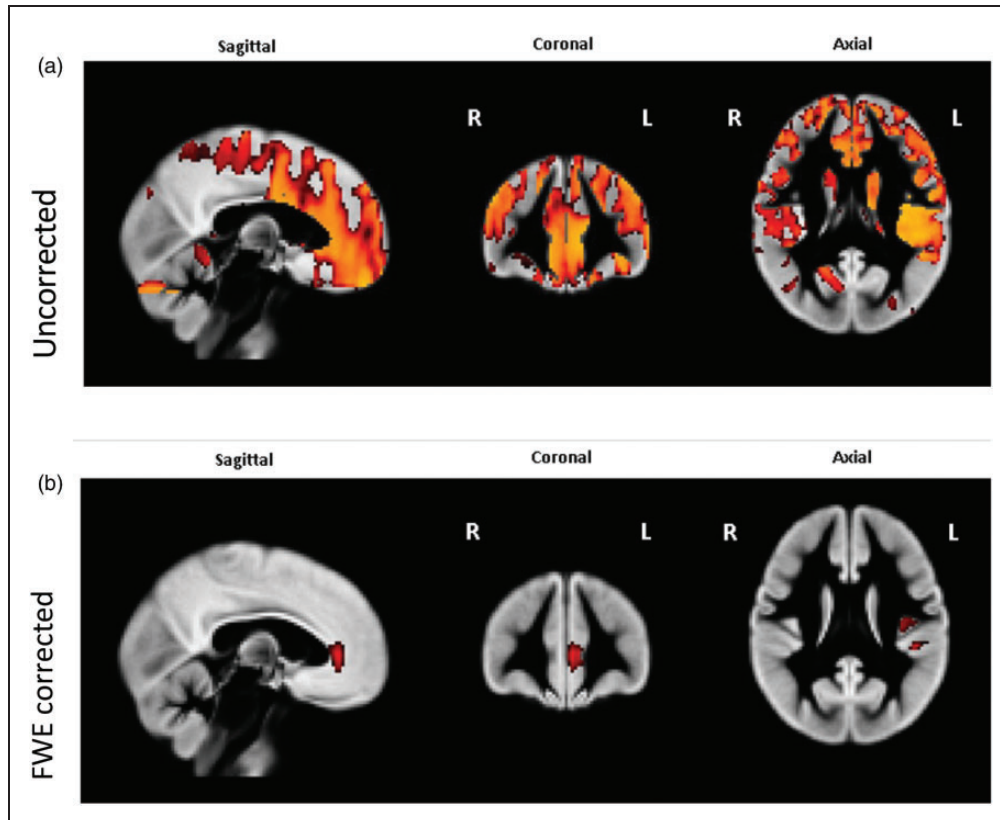 (a)
Sagittal Coronal Axial
R L R L
Uncorrected
(b)
Sagittal Coronal Axial
R L R L
FWE corrected